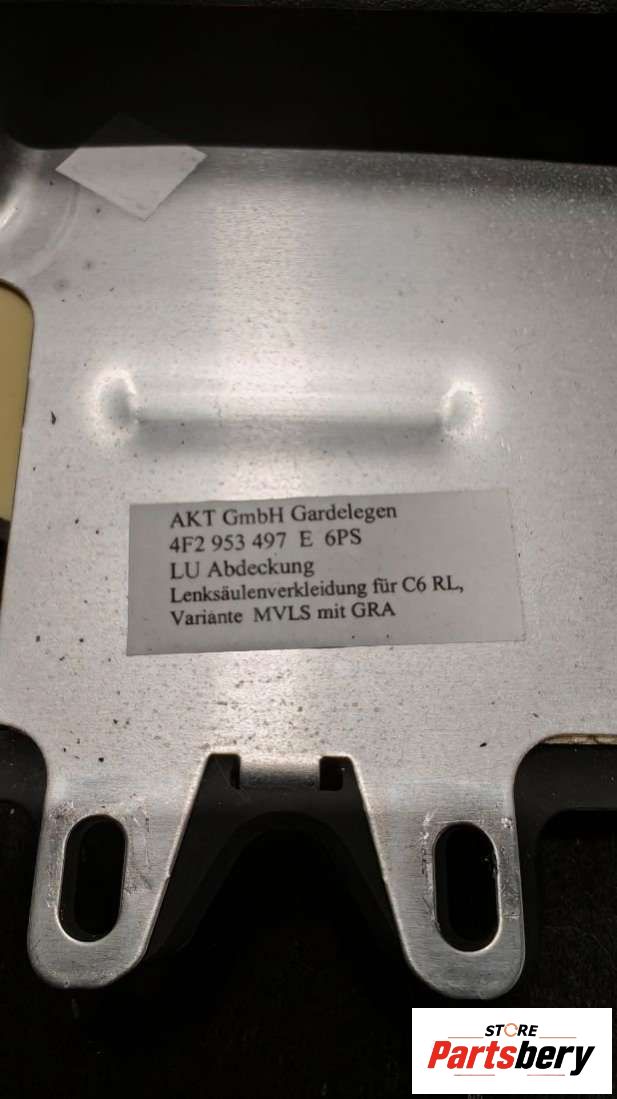 AKT GmbH Gardelegen
4F2 953 497 E 6PS
LU Abdeckung
Lenksäulenverkleidung für C6 RL,
Variante MVLS mit GRA
STORE
Partsbery